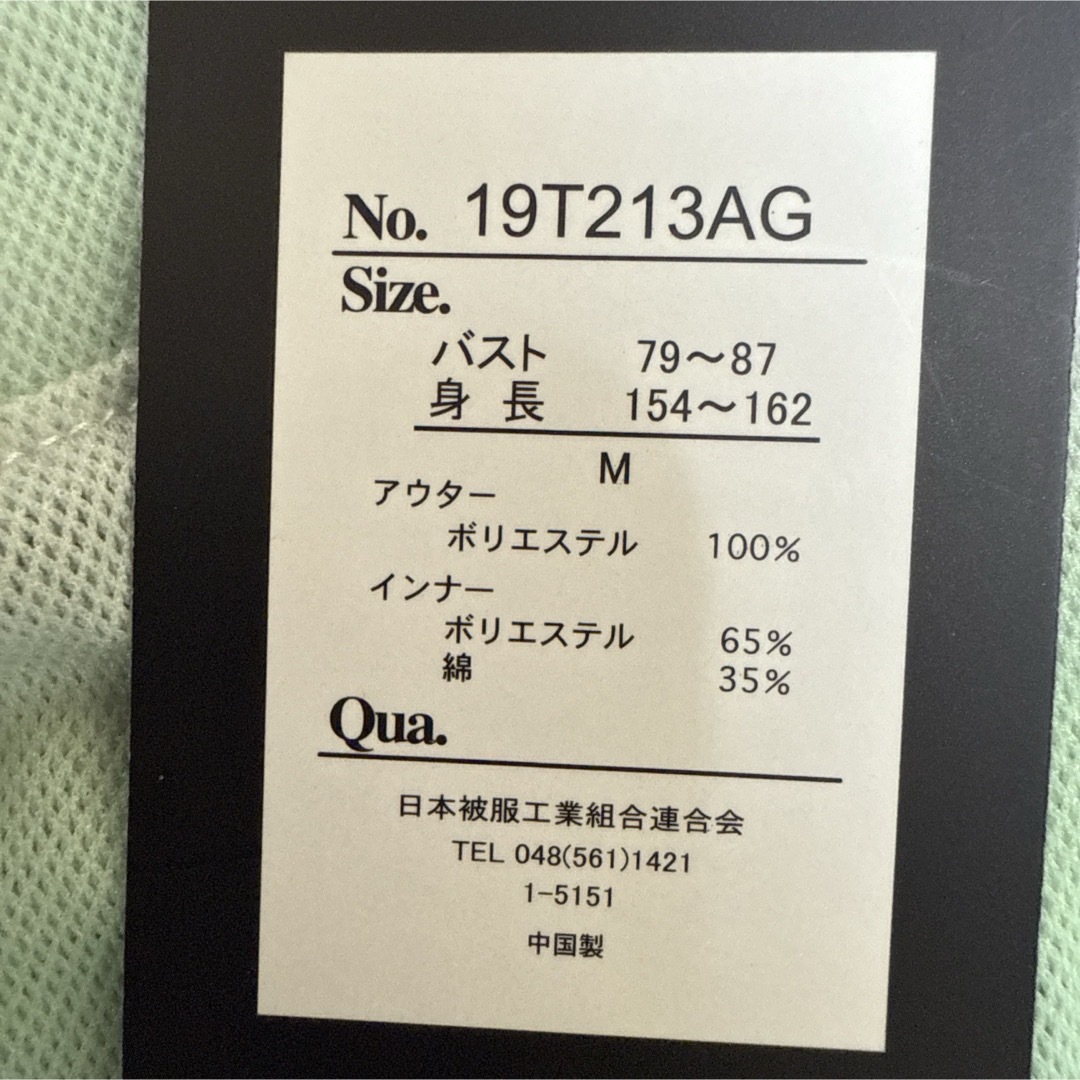 No. 19T213AG
Size.
バスト 79～87
身 長 154～162
M
アウター
ポリエステル 100%
インナー
ポリエステル 65%
綿 35%
Qua.
日本被服工業組合連合会
TEL 048(561)1421
1-5151
中国製